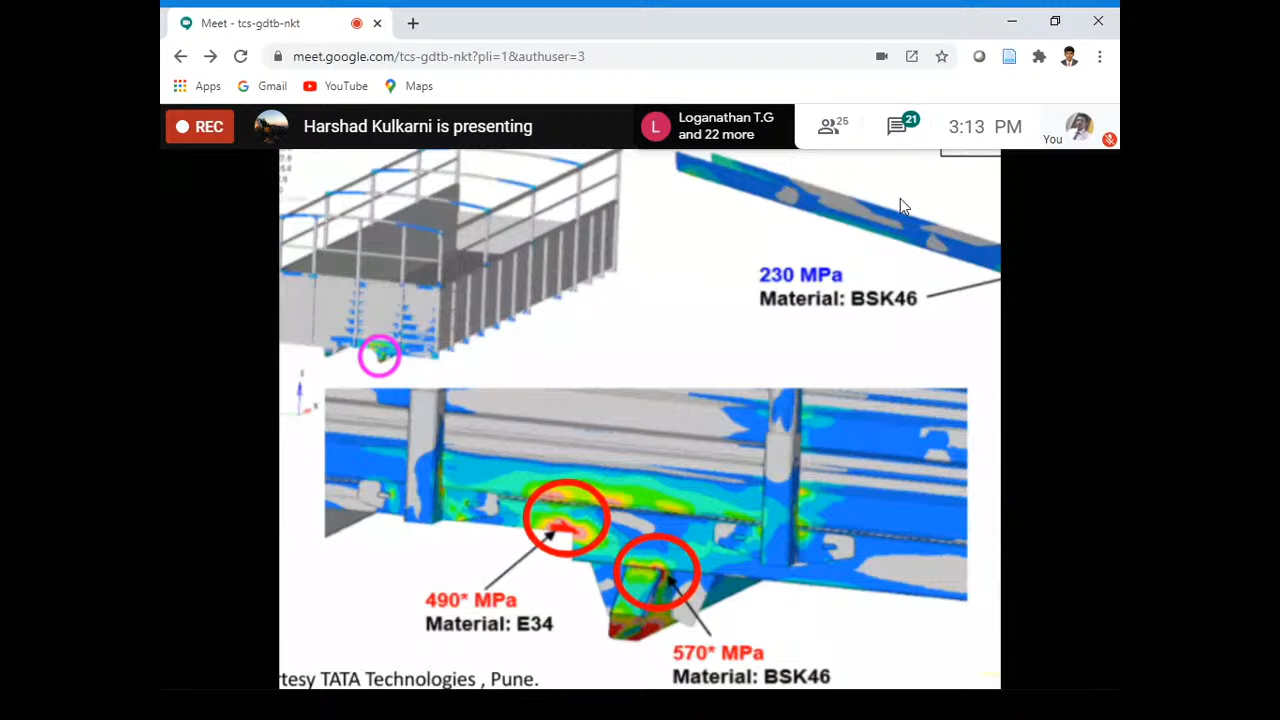 Meet - tcs-gdtb-nkt
meet.google.com/tcs-gdtb-nkt?pli=1&authuser=3
Apps
Gmail
YouTube
Maps
REC
Harshad Kulkarni is presenting
L
Loganathan T.G
and 22 more
25
21
3:13 PM
You
230 MPa
Material: BSK46
490* MPa
Material: E34
570* MPa
Material: BSK46
rtesy TATA Technologies , Pune.